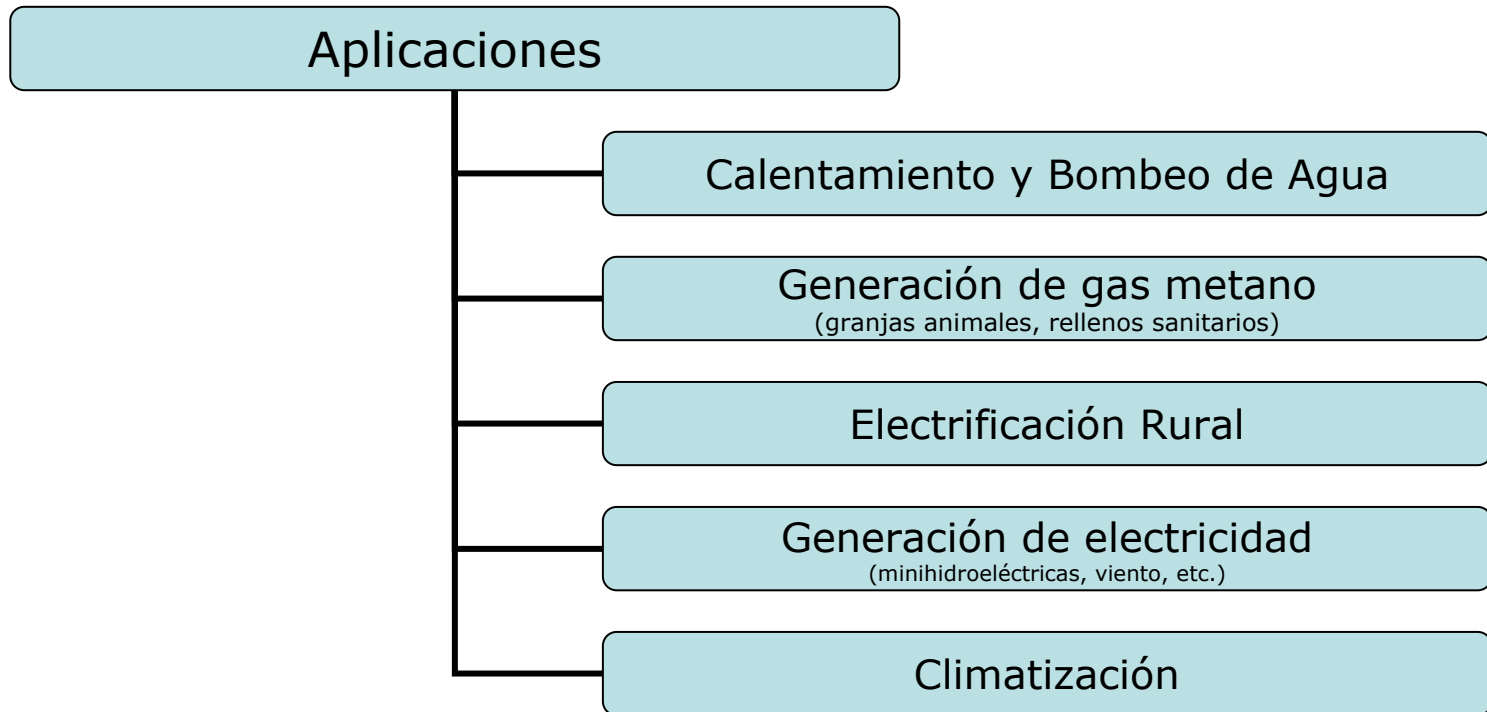 Aplicaciones
Calentamiento y Bombeo de Agua
Generación de gas metano
(granjas animales, rellenos sanitarios)
Electrificación Rural
Generación de electricidad
(minihidroeléctricas, viento, etc.)
Climatización